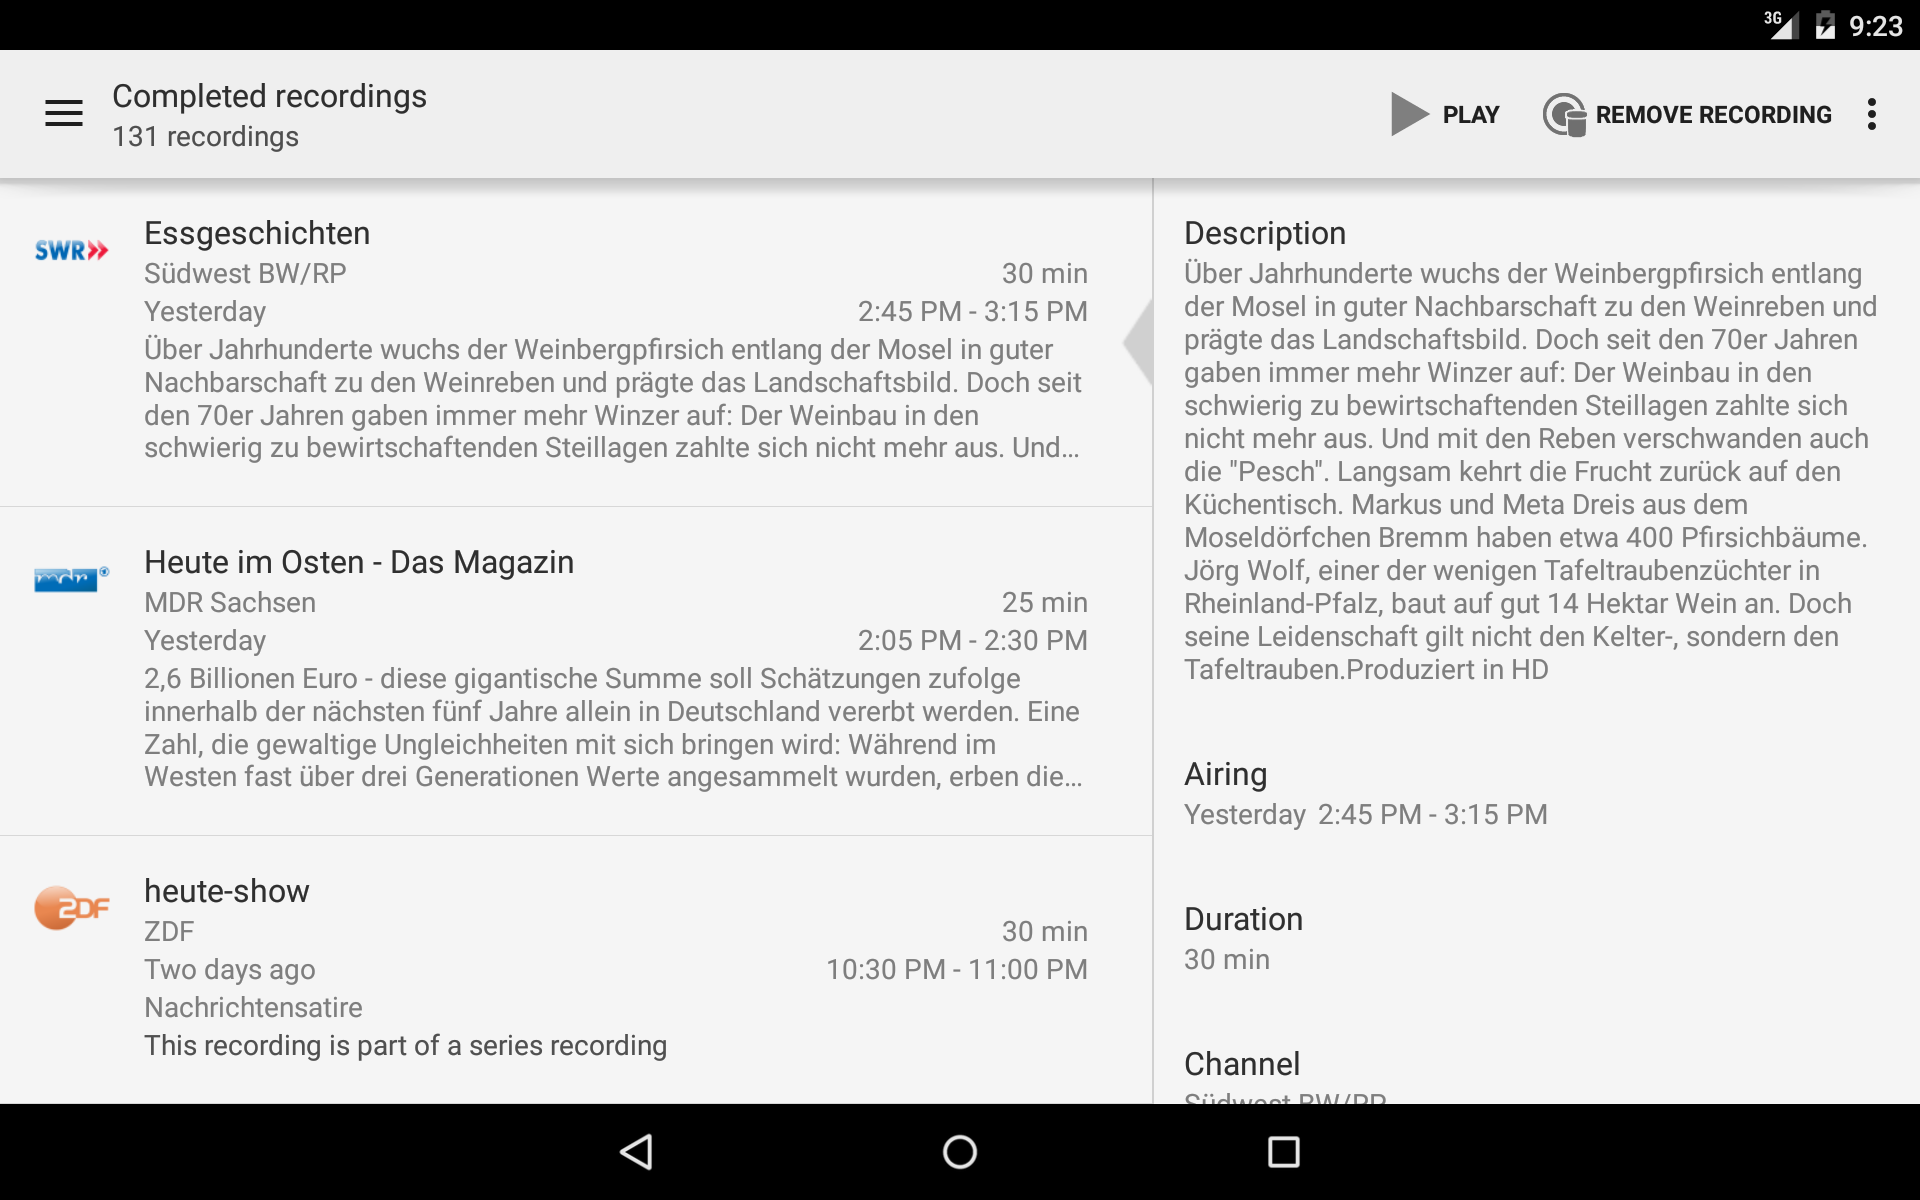 3G 9:23
Completed recordings
131 recordings
PLAY
REMOVE RECORDING
SWR
Essgeschichten
Südwest BW/RP 30 min
Yesterday 2:45 PM - 3:15 PM
Über Jahrhunderte wuchs der Weinbergpfirsich entlang der Mosel in guter
Nachbarschaft zu den Weinreben und prägte das Landschaftsbild. Doch seit
den 70er Jahren gaben immer mehr Winzer auf: Der Weinbau in den
schwierig zu bewirtschaftenden Steillagen zahlte sich nicht mehr aus. Und...
mdr
Heute im Osten - Das Magazin
MDR Sachsen 25 min
Yesterday 2:05 PM - 2:30 PM
2,6 Billionen Euro - diese gigantische Summe soll Schätzungen zufolge
innerhalb der nächsten fünf Jahre allein in Deutschland vererbt werden. Eine
Zahl, die gewaltige Ungleichheiten mit sich bringen wird: Während im
Westen fast über drei Generationen Werte angesammelt wurden, erben die...
ZDF
heute-show
ZDF 30 min
Two days ago 10:30 PM - 11:00 PM
Nachrichtensatire
This recording is part of a series recording
Description
Über Jahrhunderte wuchs der Weinbergpfirsich entlang
der Mosel in guter Nachbarschaft zu den Weinreben und
prägte das Landschaftsbild. Doch seit den 70er Jahren
gaben immer mehr Winzer auf: Der Weinbau in den
schwierig zu bewirtschaftenden Steillagen zahlte sich
nicht mehr aus. Und mit den Reben verschwanden auch
die "Pesch". Langsam kehrt die Frucht zurück auf den
Küchentisch. Markus und Meta Dreis aus dem
Moseldörfchen Bremm haben etwa 400 Pfirsichbäume.
Jörg Wolf, einer der wenigen Tafeltraubenzüchter in
Rheinland-Pfalz, baut auf gut 14 Hektar Wein an. Doch
seine Leidenschaft gilt nicht den Kelter-, sondern den
Tafeltrauben.Produziert in HD
Airing
Yesterday 2:45 PM - 3:15 PM
Duration
30 min
Channel
Südwest BW/RP